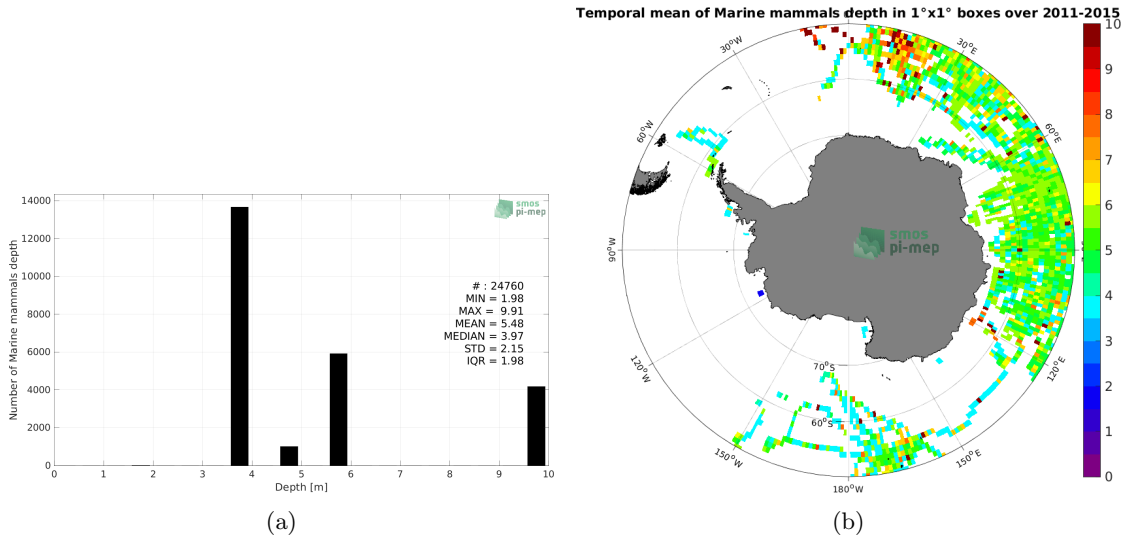 Temporal mean of Marine mammals depth in 1°x1° boxes over 2011-2015
14000
12000
10000
8000
6000
4000
2000
0
Number of Marine mammals depth
0 1 2 3 4 5 6 7 8 9 10
Depth [m]
smos
pi-mep
# : 24760
MIN = 1.98
MAX = 9.91
MEAN = 5.48
MEDIAN = 3.97
STD = 2.15
IQR = 1.98
(a)
0°
30°E
60°E
120°E
150°E
180°W
150°W
120°W
90°W
60°W
30°W
70°S
60°S
smos
pi-mep
10
9
8
7
6
5
4
3
2
1
0
(b)